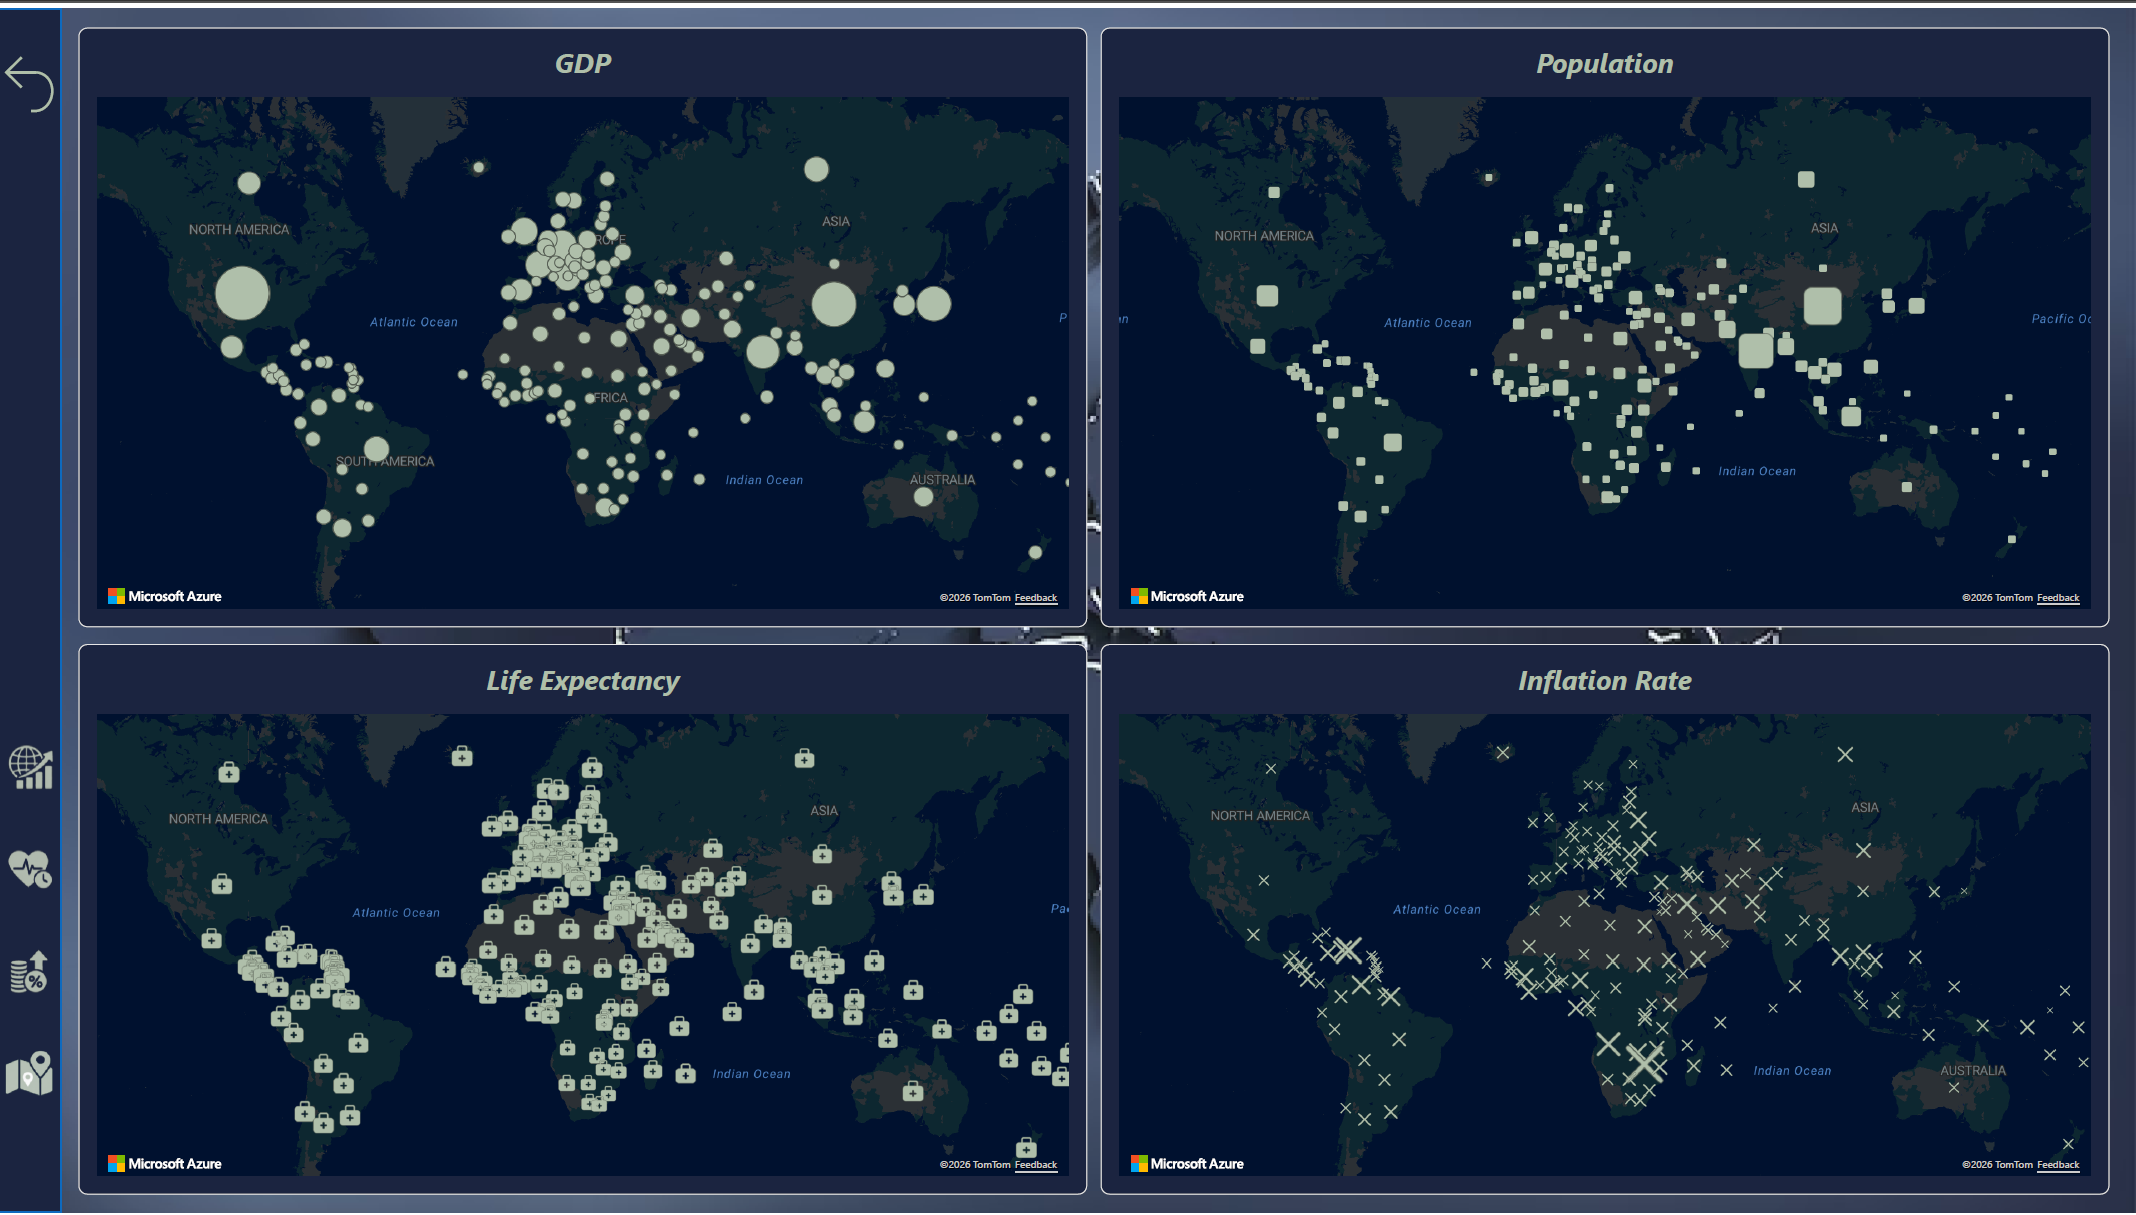 GDP
NORTH AMERICA
EUROPE
ASIA
Atlantic Ocean
AFRICA
SOUTH AMERICA
Indian Ocean
AUSTRALIA
Microsoft Azure
©2026 TomTom Feedback
Population
NORTH AMERICA
ASIA
Atlantic Ocean
Pacific Oc
Indian Ocean
Microsoft Azure
©2026 TomTom Feedback
Life Expectancy
NORTH AMERICA
ASIA
Atlantic Ocean
Pa
Indian Ocean
Microsoft Azure
©2026 TomTom Feedback
Inflation Rate
NORTH AMERICA
ASIA
Atlantic Ocean
Indian Ocean
AUSTRALIA
Microsoft Azure
©2026 TomTom Feedback